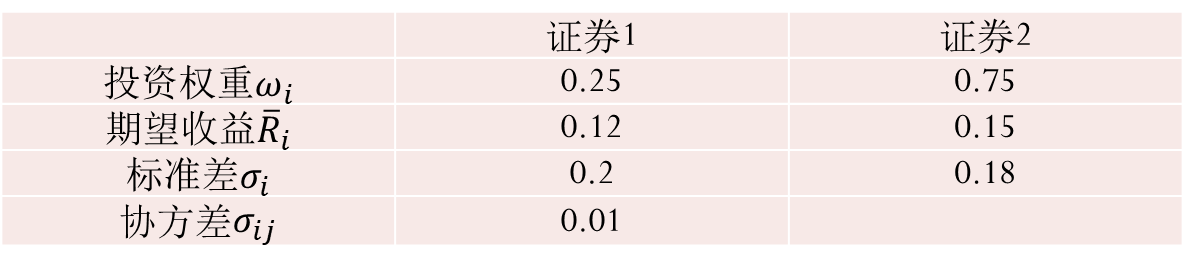 证券1 证券2
投资权重ωᵢ 0.25 0.75
期望收益R̄ᵢ 0.12 0.15
标准差σᵢ 0.2 0.18
协方差σᵢⱼ 0.01